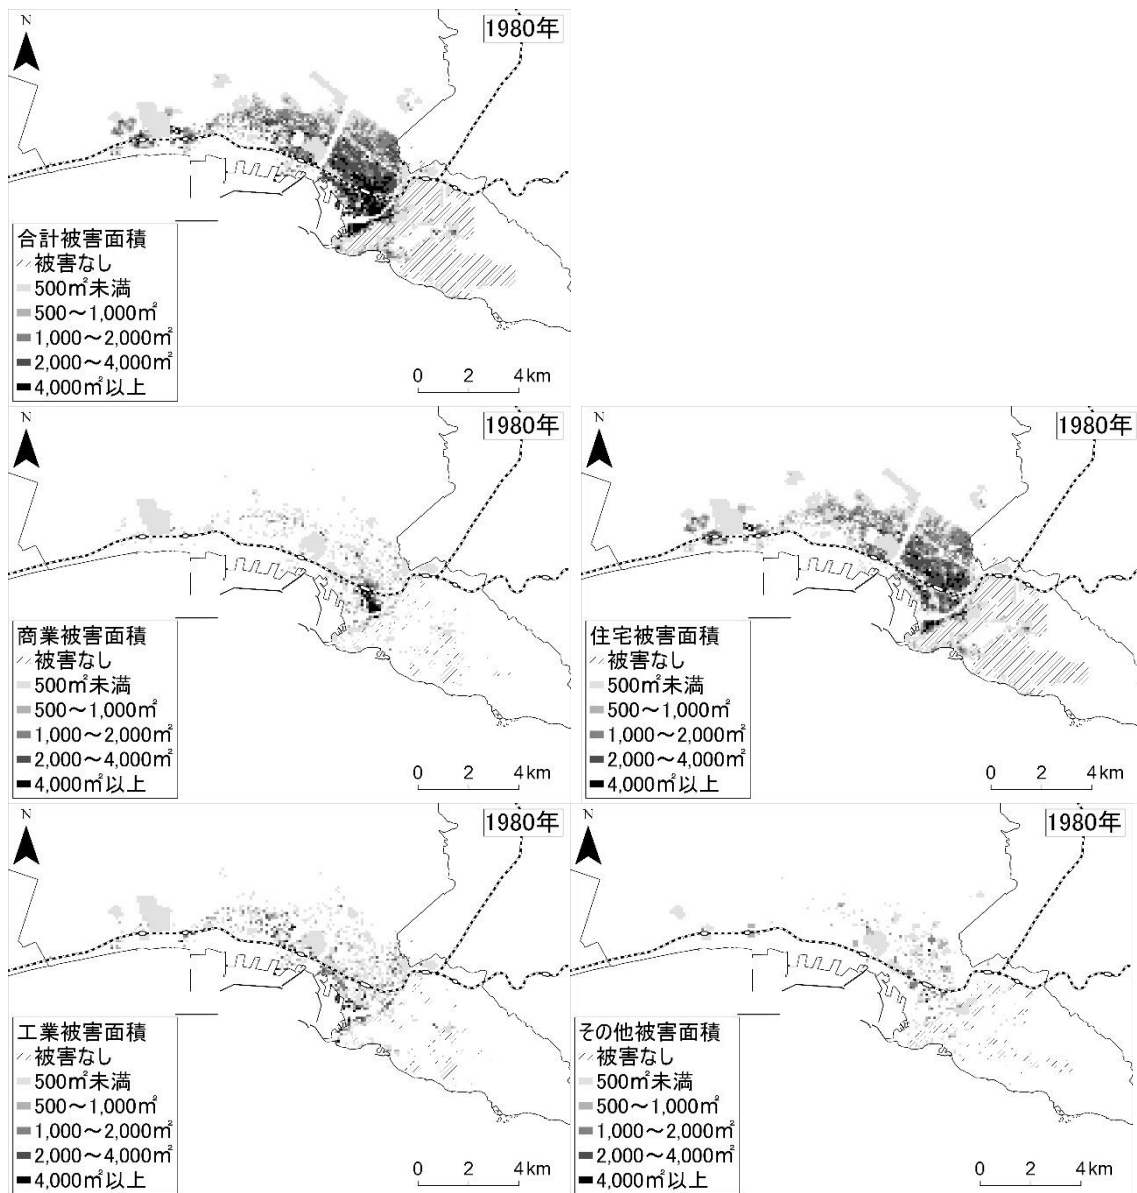 N
1980年
合計被害面積
被害なし
500㎡未満
500～1,000㎡
1,000～2,000㎡
2,000～4,000㎡
4,000㎡以上
0 2 4km
N
1980年
商業被害面積
被害なし
500㎡未満
500～1,000㎡
1,000～2,000㎡
2,000～4,000㎡
4,000㎡以上
0 2 4km
N
1980年
住宅被害面積
被害なし
500㎡未満
500～1,000㎡
1,000～2,000㎡
2,000～4,000㎡
4,000㎡以上
0 2 4km
N
1980年
工業被害面積
被害なし
500㎡未満
500～1,000㎡
1,000～2,000㎡
2,000～4,000㎡
4,000㎡以上
0 2 4km
N
1980年
その他被害面積
被害なし
500㎡未満
500～1,000㎡
1,000～2,000㎡
2,000～4,000㎡
4,000㎡以上
0 2 4km